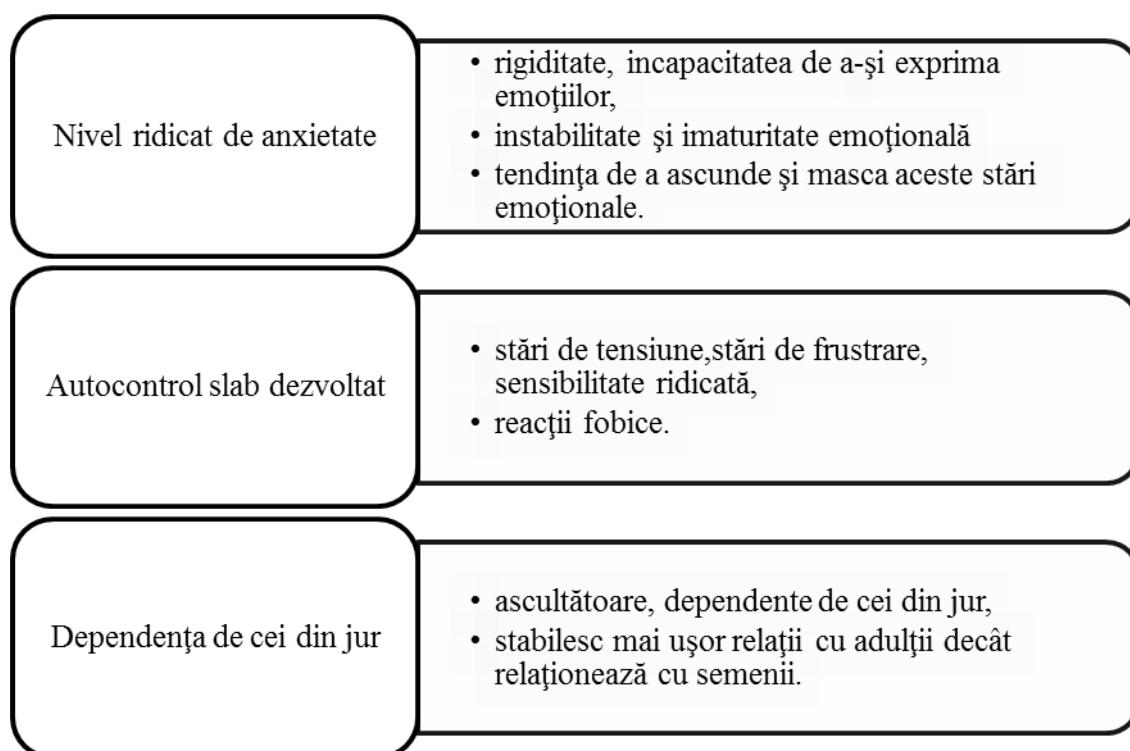 Nivel ridicat de anxietate
• rigiditate, incapacitatea de a-şi exprima
emoţiilor,
• instabilitate şi imaturitate emoţională
• tendinţa de a ascunde şi masca aceste stări
emoţionale.
Autocontrol slab dezvoltat
• stări de tensiune,stări de frustrare,
sensibilitate ridicată,
• reacţii fobice.
Dependenţa de cei din jur
• ascultătoare, dependente de cei din jur,
• stabilesc mai uşor relaţii cu adulţii decât
relaţionează cu semenii.